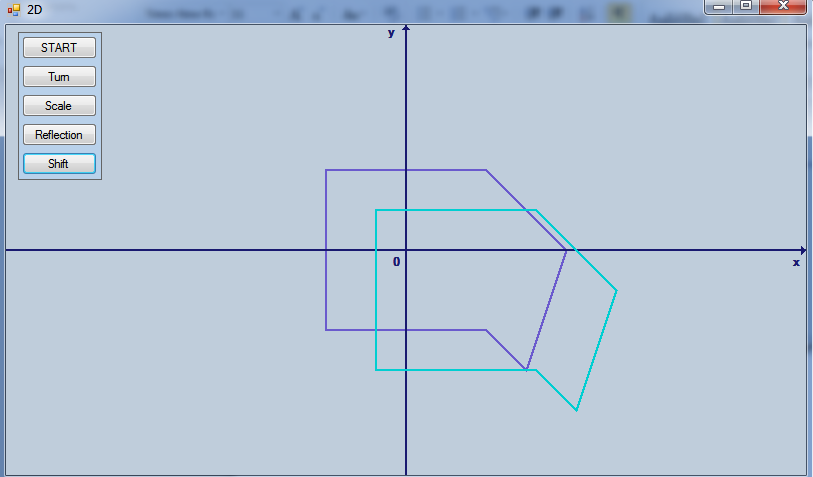 2D
y
START
Turn
Scale
Reflection
Shift
0
x